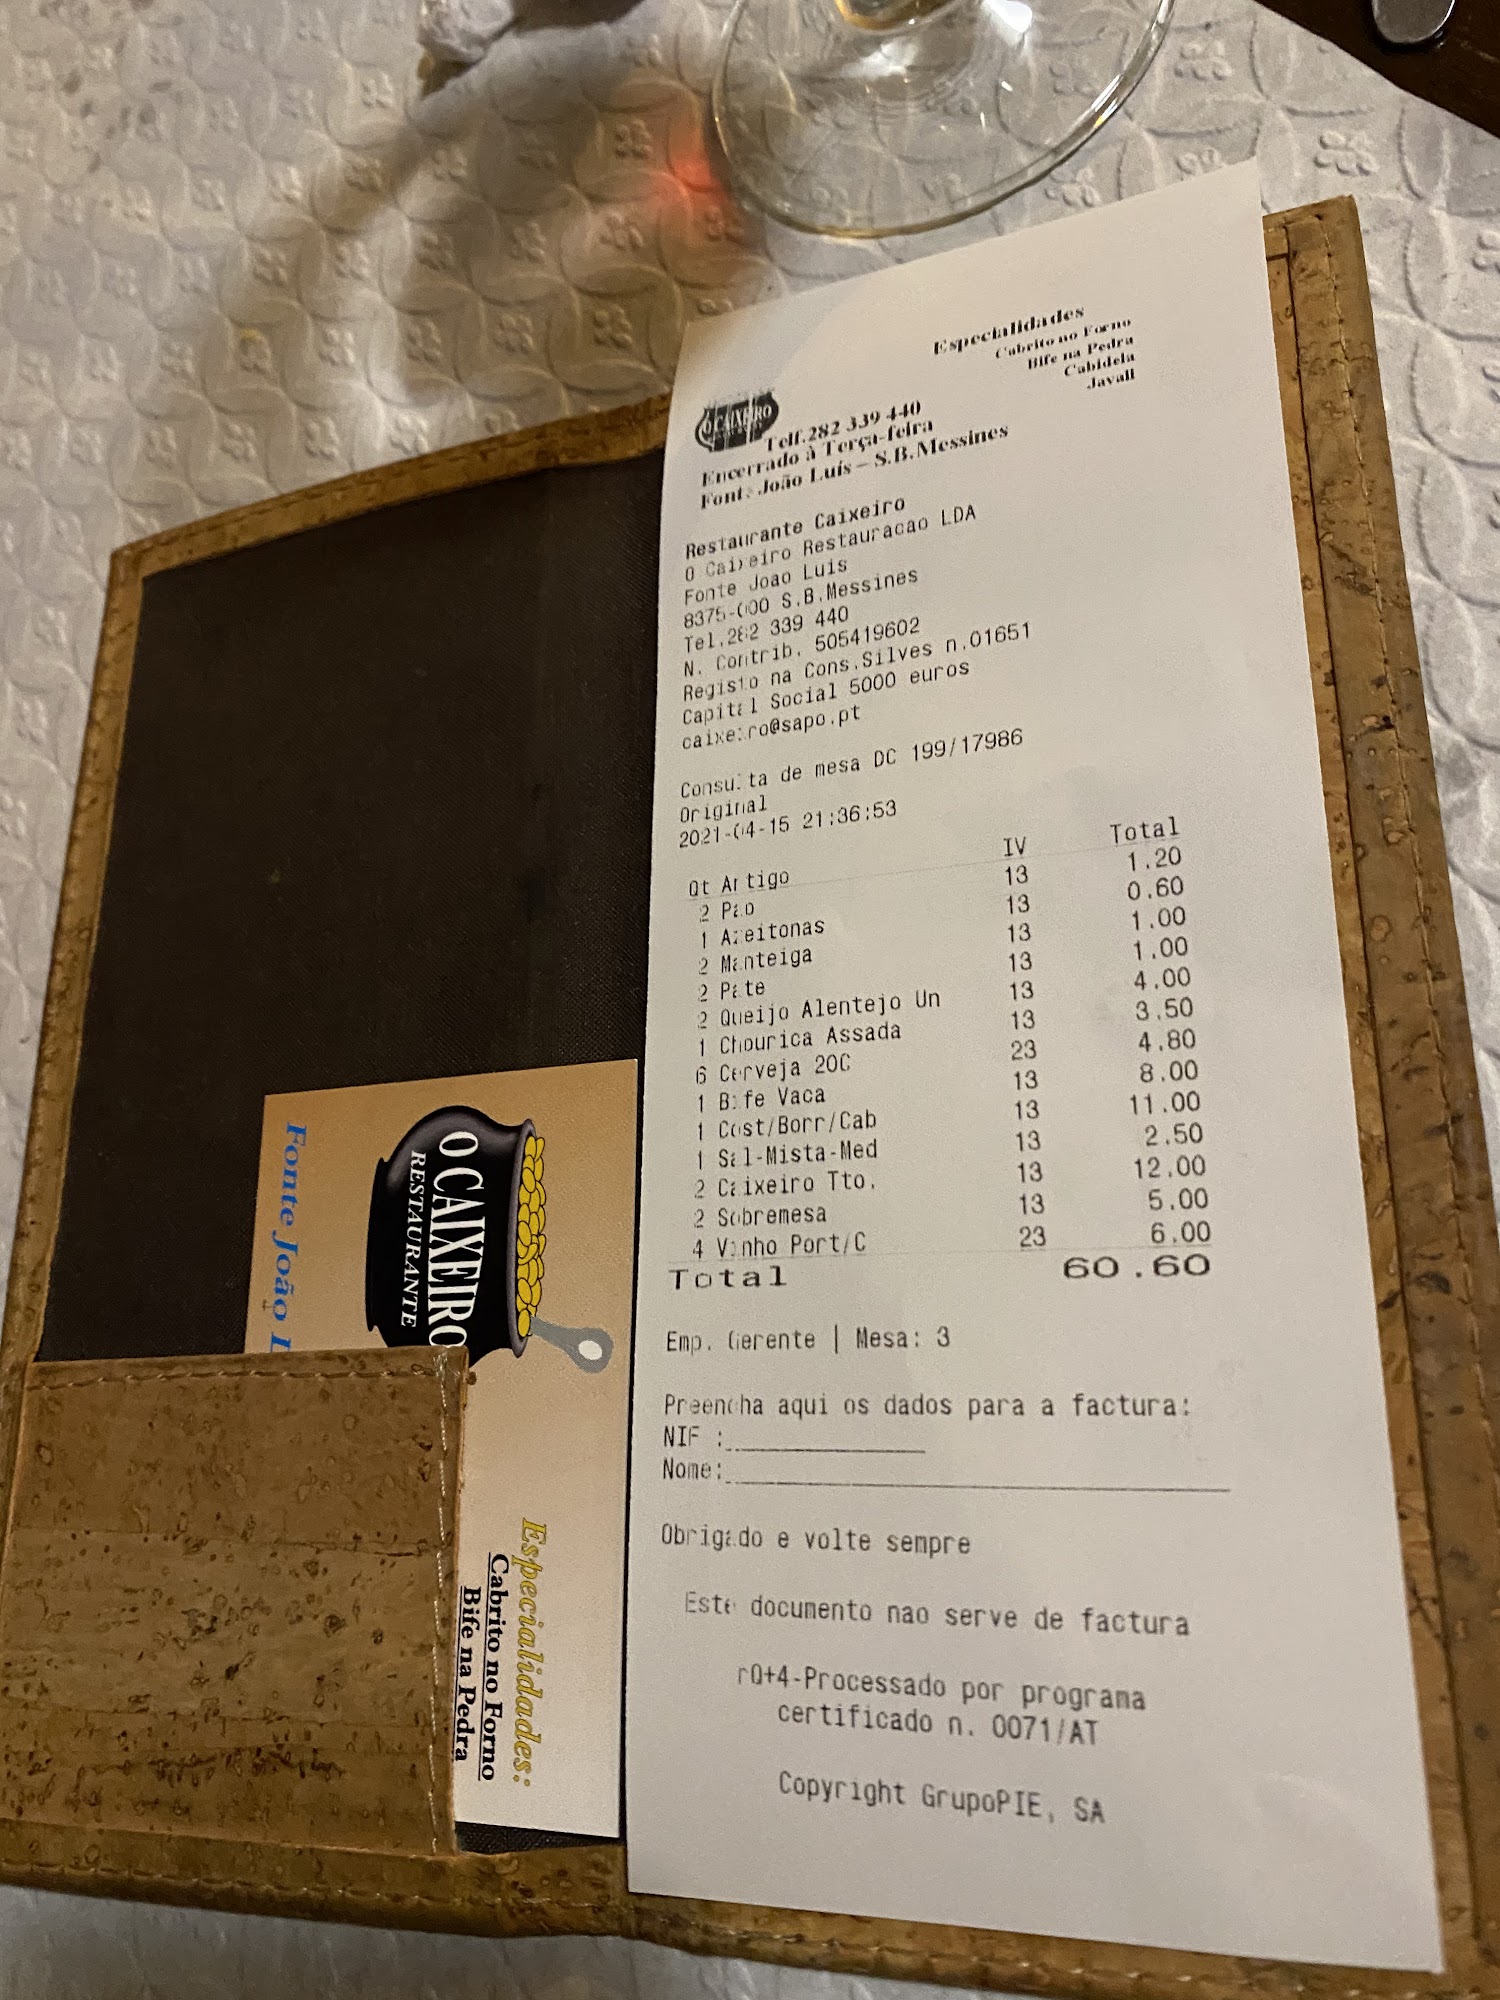 Especialidades
Cabrito no Forno
Bife na Pedra
Cabidela
Javali
O CAIXEIRO
Telf.282 339 440
Encerrado à Terça-feira
Fonte João Luís – S.B.Messines
Restaurante Caixeiro
O Caixeiro Restauracao LDA
Fonte Joao Luis
8375-000 S.B.Messines
Tel.282 339 440
N. Contrib. 505419602
Registo na Cons.Silves n.01651
Capital Social 5000 euros
caixeiro@sapo.pt
Consulta de mesa DC 199/17986
Original
2021-04-15 21:36:53
Qt Artigo IV Total
2 Pao 13 1.20
1 Azeitonas 13 0.60
2 Manteiga 13 1.00
2 Pate 13 1.00
2 Queijo Alentejo Un 13 4.00
1 Chourica Assada 13 3.50
6 Cerveja 20C 23 4.80
1 Bife Vaca 13 8.00
1 Cost/Borr/Cab 13 11.00
1 Sal-Mista-Med 13 2.50
2 Caixeiro Tto. 13 12.00
2 Sobremesa 13 5.00
4 Vinho Port/C 23 6.00
Total 60.60
Emp. Gerente | Mesa: 3
Preencha aqui os dados para a factura:
NIF :
Nome:
Obrigado e volte sempre
Este documento nao serve de factura
rQ+4-Processado por programa
certificado n. 0071/AT
Copyright GrupoPIE, SA
O CAIXEIRO
RESTAURANTE
Fonte João L
Especialidades:
Cabrito no Forno
Bife na Pedra